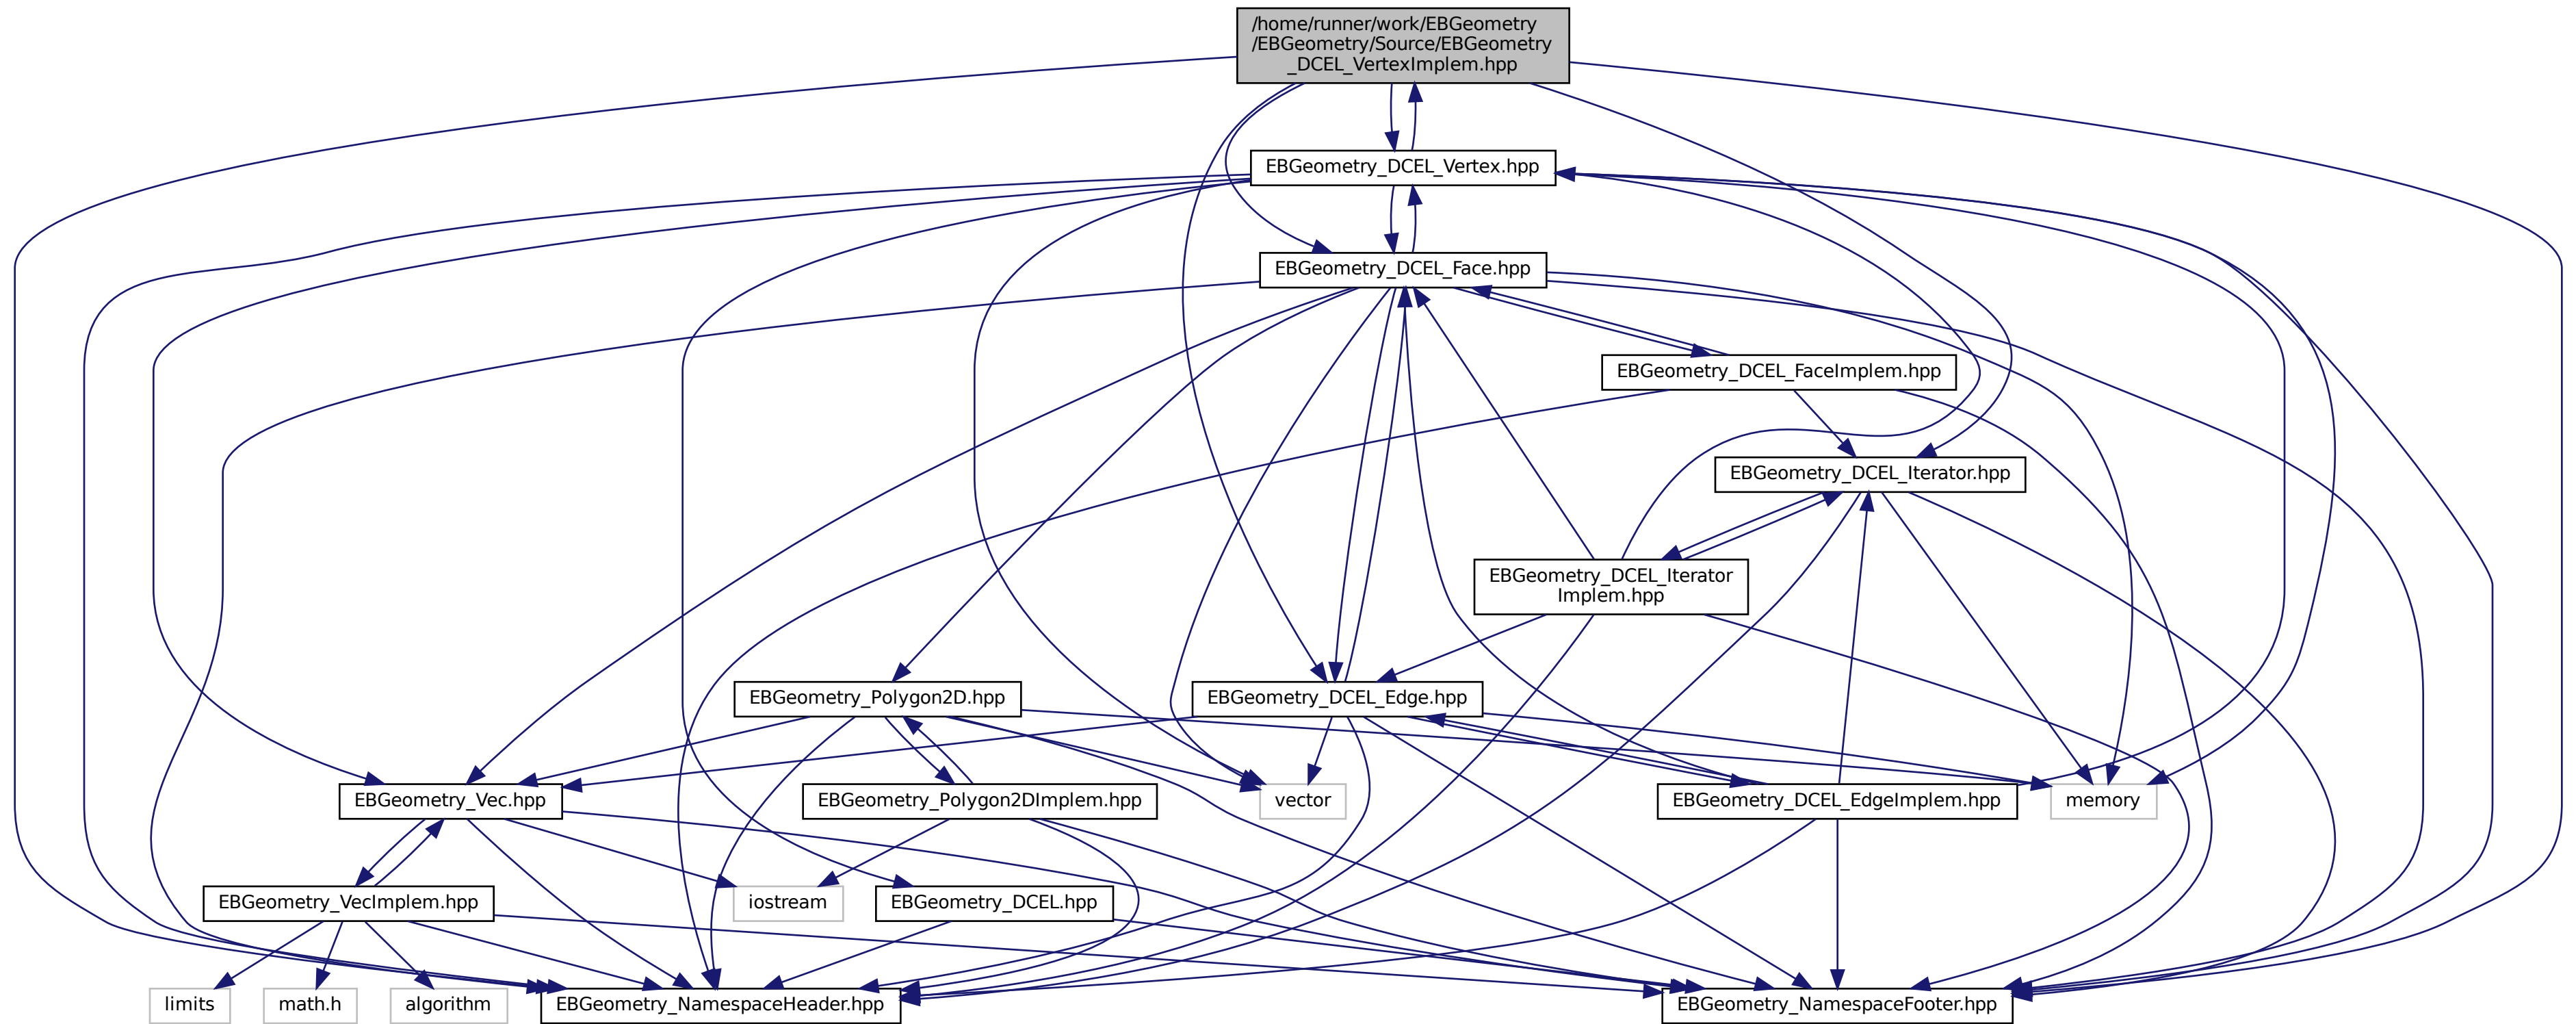 /home/runner/work/EBGeometry
/EBGeometry/Source/EBGeometry
_DCEL_VertexImplem.hpp
EBGeometry_DCEL_Vertex.hpp
EBGeometry_DCEL_Face.hpp
EBGeometry_DCEL_FaceImplem.hpp
EBGeometry_DCEL_Iterator.hpp
EBGeometry_DCEL_Iterator
Implem.hpp
EBGeometry_Polygon2D.hpp
EBGeometry_DCEL_Edge.hpp
EBGeometry_Vec.hpp
EBGeometry_Polygon2DImplem.hpp
vector
EBGeometry_DCEL_EdgeImplem.hpp
memory
EBGeometry_VecImplem.hpp
iostream
EBGeometry_DCEL.hpp
limits
math.h
algorithm
EBGeometry_NamespaceHeader.hpp
EBGeometry_NamespaceFooter.hpp